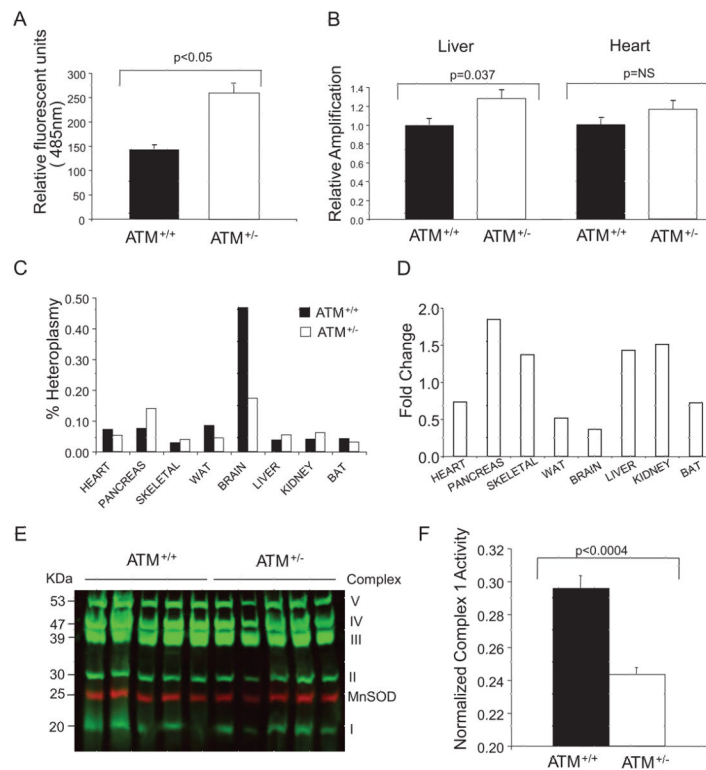 A
Relative fluorescent units
( 485nm)
p<0.05
300
250
200
150
100
50
0
ATM+/+
ATM+/-
B
Liver
Heart
Relative Amplification
p=0.037
p=NS
1.4
1.2
1.0
0.8
0.6
0.4
0.2
0.0
ATM+/+
ATM+/-
ATM+/+
ATM+/-
C
% Heteroplasmy
0.50
0.40
0.30
0.20
0.10
0.00
ATM+/+
ATM+/-
HEART
PANCREAS
SKELETAL
WAT
BRAIN
LIVER
KIDNEY
BAT
D
Fold Change
2.0
1.5
1.0
0.5
0.0
HEART
PANCREAS
SKELETAL
WAT
BRAIN
LIVER
KIDNEY
BAT
E
ATM+/+
ATM+/-
KDa
Complex
53
V
47
IV
39
III
30
II
25
MnSOD
20
I
F
Normalized Complex 1 Activity
p<0.0004
0.32
0.30
0.28
0.26
0.24
0.22
0.20
ATM+/+
ATM+/-